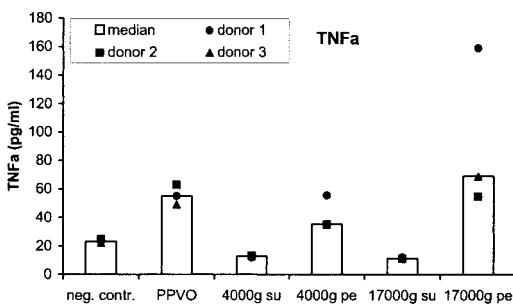 TNFa
median
donor 1
donor 2
donor 3
TNFa (pg/ml)
180
160
140
120
100
80
60
40
20
0
neg. contr. PPVO 4000g su 4000g pe 17000g su 17000g pe